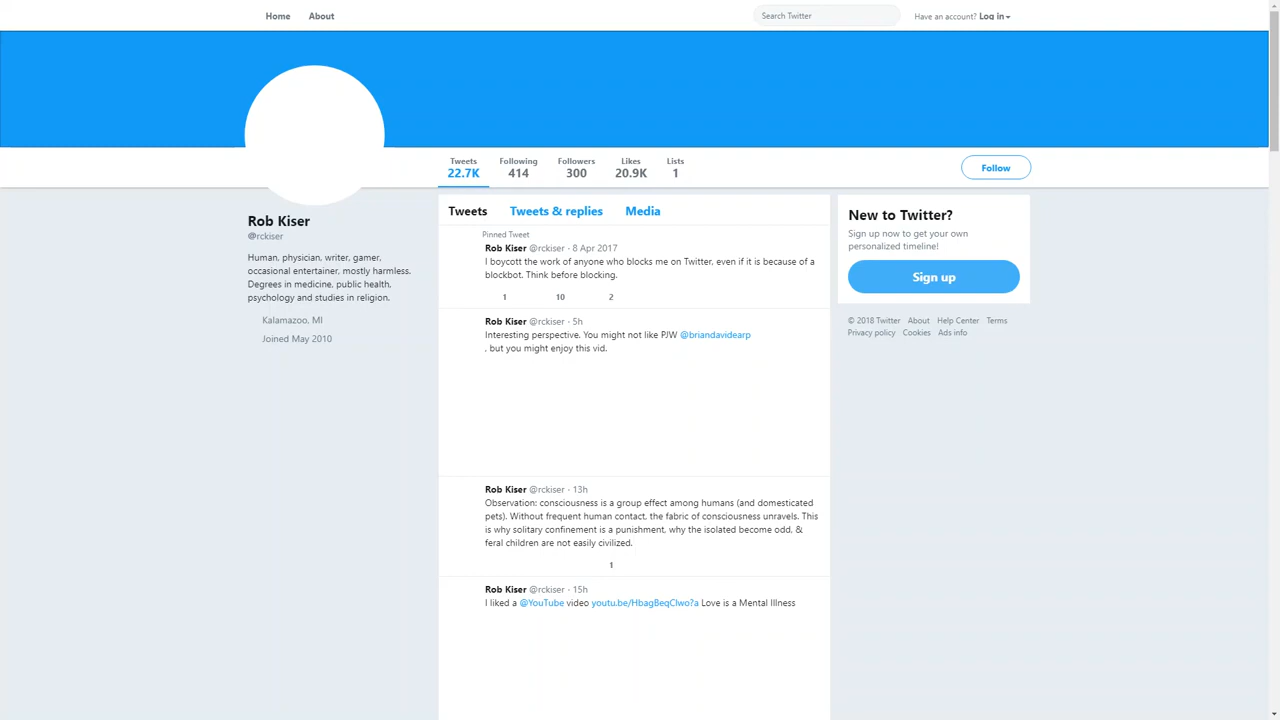 Home About Search Twitter Have an account? Log in
Tweets Following Followers Likes Lists
22.7K 414 300 20.9K 1
Follow
Rob Kiser
@rckiser
Human, physician, writer, gamer,
occasional entertainer, mostly harmless.
Degrees in medicine, public health,
psychology and studies in religion.
Kalamazoo, MI
Joined May 2010
Tweets Tweets & replies Media
Pinned Tweet
Rob Kiser @rckiser · 8 Apr 2017
I boycott the work of anyone who blocks me on Twitter, even if it is because of a
blockbot. Think before blocking.
1 10 2
Rob Kiser @rckiser · 5h
Interesting perspective. You might not like PJW @briandavidearp
, but you might enjoy this vid.
Rob Kiser @rckiser · 13h
Observation: consciousness is a group effect among humans (and domesticated
pets). Without frequent human contact, the fabric of consciousness unravels. This
is why solitary confinement is a punishment, why the isolated become odd, &
feral children are not easily civilized.
1
Rob Kiser @rckiser · 15h
I liked a @YouTube video youtu.be/HbagBeqClwo?a Love is a Mental Illness
New to Twitter?
Sign up now to get your own
personalized timeline!
Sign up
© 2018 Twitter About Help Center Terms
Privacy policy Cookies Ads info